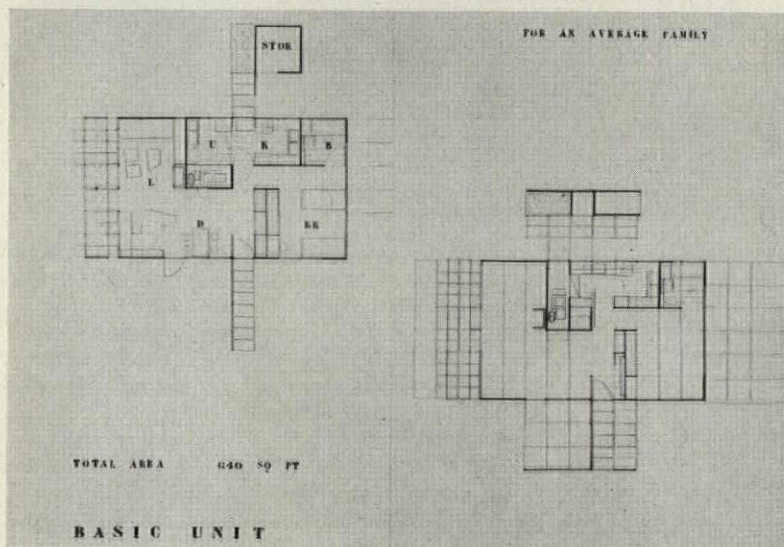 FOR AN AVERAGE FAMILY
STOR
U
K
B
L
D
BR
TOTAL AREA 640 SQ FT
BASIC UNIT